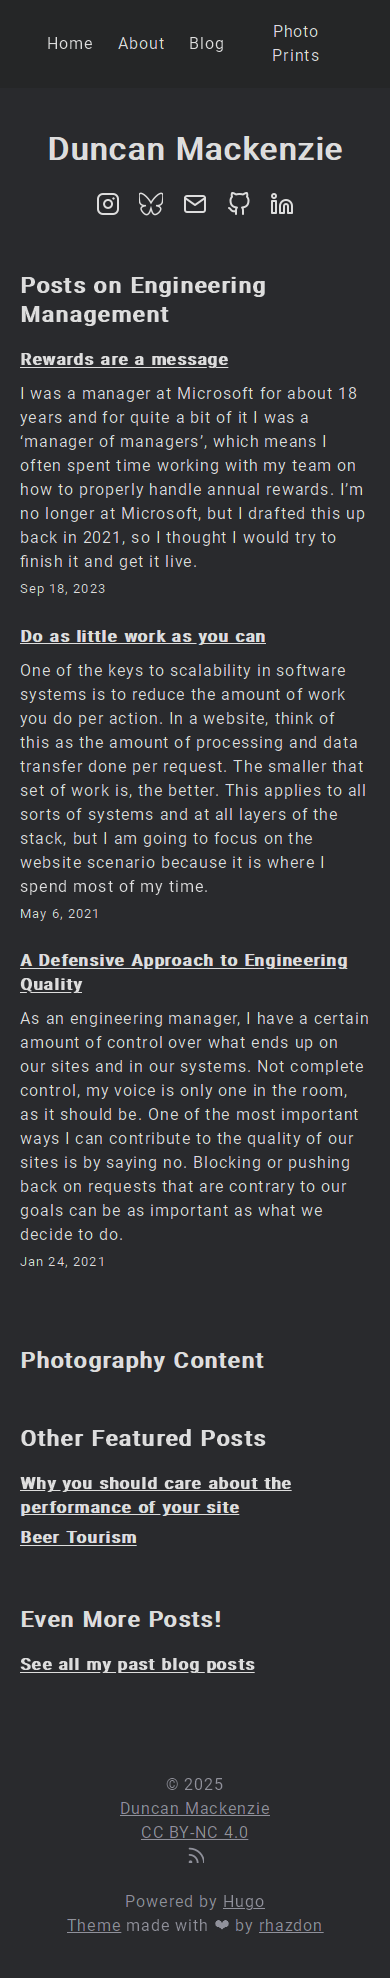 Home About Blog Photo
Prints
Duncan Mackenzie
Posts on Engineering
Management
Rewards are a message
I was a manager at Microsoft for about 18
years and for quite a bit of it I was a
‘manager of managers’, which means I
often spent time working with my team on
how to properly handle annual rewards. I’m
no longer at Microsoft, but I drafted this up
back in 2021, so I thought I would try to
finish it and get it live.
Sep 18, 2023
Do as little work as you can
One of the keys to scalability in software
systems is to reduce the amount of work
you do per action. In a website, think of
this as the amount of processing and data
transfer done per request. The smaller that
set of work is, the better. This applies to all
sorts of systems and at all layers of the
stack, but I am going to focus on the
website scenario because it is where I
spend most of my time.
May 6, 2021
A Defensive Approach to Engineering
Quality
As an engineering manager, I have a certain
amount of control over what ends up on
our sites and in our systems. Not complete
control, my voice is only one in the room,
as it should be. One of the most important
ways I can contribute to the quality of our
sites is by saying no. Blocking or pushing
back on requests that are contrary to our
goals can be as important as what we
decide to do.
Jan 24, 2021
Photography Content
Other Featured Posts
Why you should care about the
performance of your site
Beer Tourism
Even More Posts!
See all my past blog posts
© 2025
Duncan Mackenzie
CC BY-NC 4.0
Powered by Hugo
Theme made with ❤ by rhazdon